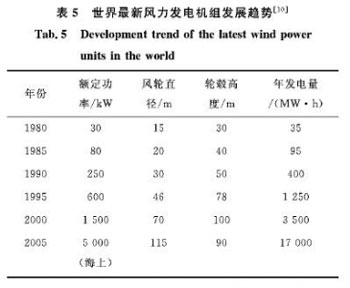 表 5 世界最新风力发电机组发展趋势[30]
Tab. 5 Development trend of the latest wind power
units in the world
年份 额定功率/kW 风轮直径/m 轮毂高度/m 年发电量/(MW·h)
1980 30 15 30 35
1985 80 20 40 95
1990 250 30 50 400
1995 600 46 78 1 250
2000 1 500 70 100 3 500
2005 5 000 115 90 17 000
(海上)